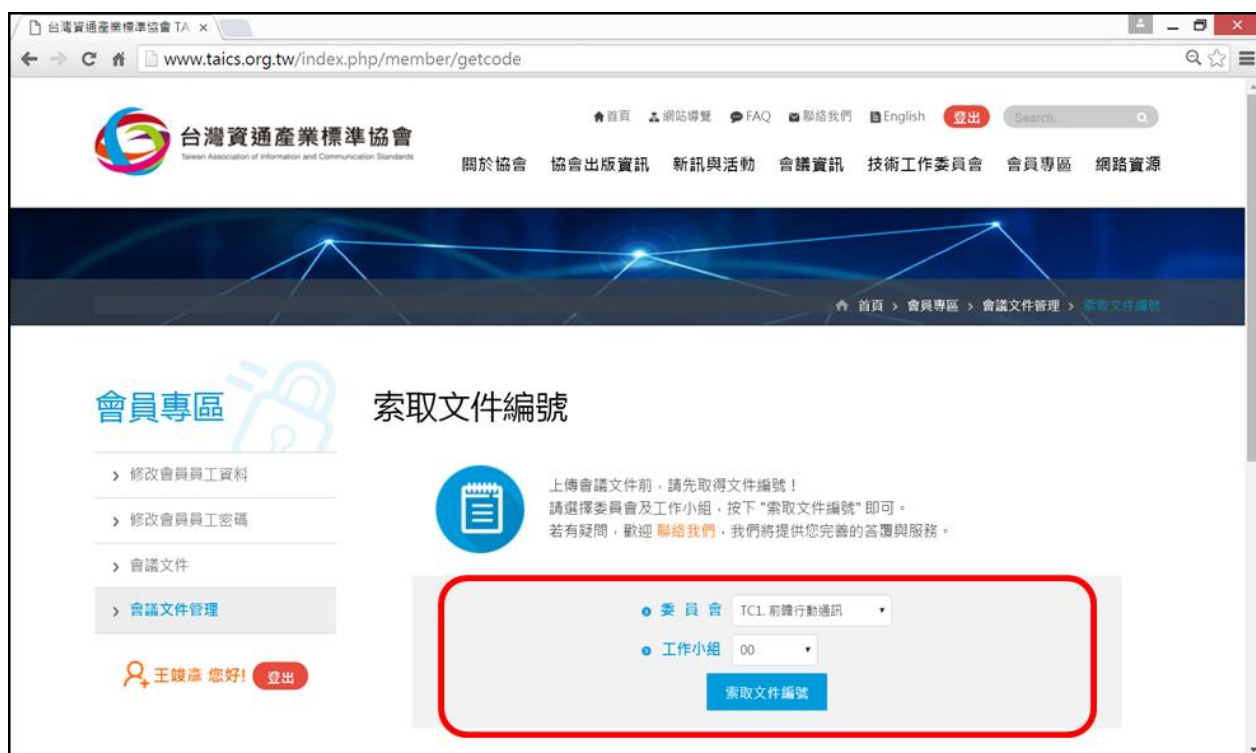 台灣資通產業標準協會 TA ×
www.taics.org.tw/index.php/member/getcode
首頁 網站導覽 FAQ 聯絡我們 English 登出 Search...
台灣資通產業標準協會
Taiwan Association of Information and Communication Standards
關於協會 協會出版資訊 新訊與活動 會議資訊 技術工作委員會 會員專區 網路資源
首頁 > 會員專區 > 會議文件管理 > 索取文件編號
會員專區
索取文件編號
> 修改會員員工資料
> 修改會員員工密碼
> 會議文件
> 會議文件管理
王竣彥 您好! 登出
上傳會議文件前,請先取得文件編號!
請選擇委員會及工作小組,按下 "索取文件編號" 即可。
若有疑問,歡迎 聯絡我們,我們將提供您完善的答覆與服務。
委員會 TC1. 前瞻行動通訊
工作小組 00
索取文件編號